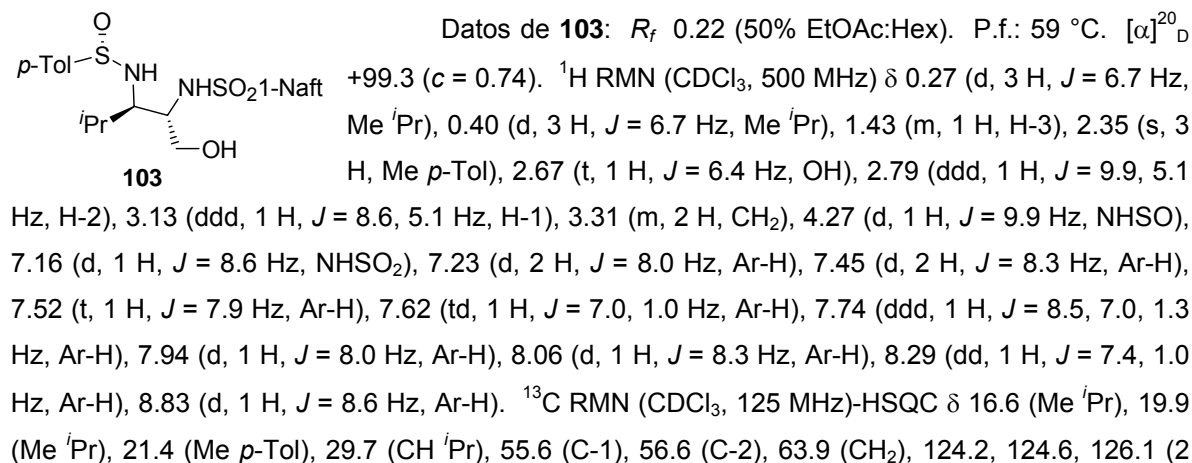 O
S
p-Tol
NH
NHSO21-Naft
iPr
OH
103
Datos de 103: Rf 0.22 (50% EtOAc:Hex). P.f.: 59 °C. [α]20D
+99.3 (c = 0.74). 1H RMN (CDCl3, 500 MHz) δ 0.27 (d, 3 H, J = 6.7 Hz,
Me iPr), 0.40 (d, 3 H, J = 6.7 Hz, Me iPr), 1.43 (m, 1 H, H-3), 2.35 (s, 3
H, Me p-Tol), 2.67 (t, 1 H, J = 6.4 Hz, OH), 2.79 (ddd, 1 H, J = 9.9, 5.1
Hz, H-2), 3.13 (ddd, 1 H, J = 8.6, 5.1 Hz, H-1), 3.31 (m, 2 H, CH2), 4.27 (d, 1 H, J = 9.9 Hz, NHSO),
7.16 (d, 1 H, J = 8.6 Hz, NHSO2), 7.23 (d, 2 H, J = 8.0 Hz, Ar-H), 7.45 (d, 2 H, J = 8.3 Hz, Ar-H),
7.52 (t, 1 H, J = 7.9 Hz, Ar-H), 7.62 (td, 1 H, J = 7.0, 1.0 Hz, Ar-H), 7.74 (ddd, 1 H, J = 8.5, 7.0, 1.3
Hz, Ar-H), 7.94 (d, 1 H, J = 8.0 Hz, Ar-H), 8.06 (d, 1 H, J = 8.3 Hz, Ar-H), 8.29 (dd, 1 H, J = 7.4, 1.0
Hz, Ar-H), 8.83 (d, 1 H, J = 8.6 Hz, Ar-H). 13C RMN (CDCl3, 125 MHz)-HSQC δ 16.6 (Me iPr), 19.9
(Me iPr), 21.4 (Me p-Tol), 29.7 (CH iPr), 55.6 (C-1), 56.6 (C-2), 63.9 (CH2), 124.2, 124.6, 126.1 (2